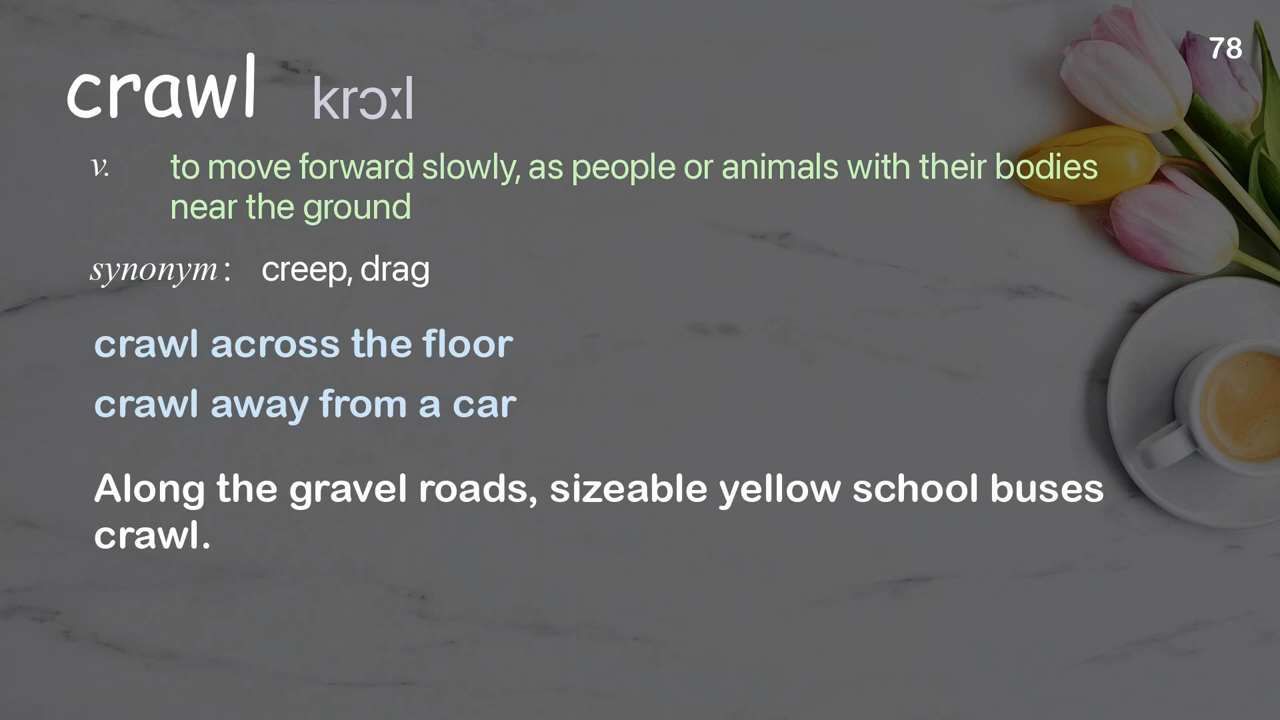 78
crawl krɔːl
v. to move forward slowly, as people or animals with their bodies
near the ground
synonym: creep, drag
crawl across the floor
crawl away from a car
Along the gravel roads, sizeable yellow school buses
crawl.